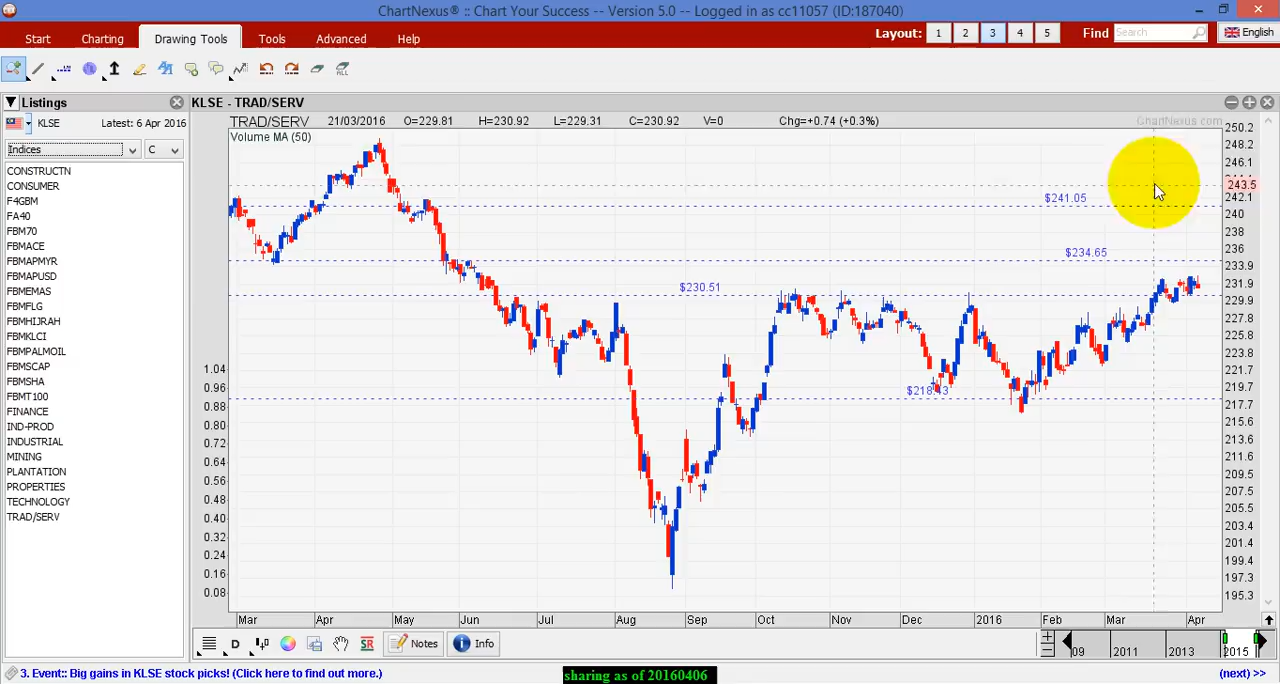 ChartNexus® :: Chart Your Success -- Version 5.0 -- Logged in as cc11057 (ID:187040)
Start Charting Drawing Tools Tools Advanced Help Layout: 1 2 3 4 5 Find Search English
ALL
Listings
KLSE - TRAD/SERV
KLSE Latest: 6 Apr 2016
TRAD/SERV 21/03/2016 O=229.81 H=230.92 L=229.31 C=230.92 V=0 Chg=+0.74 (+0.3%) ChartNexus.com
Volume MA (50)
Indices C
CONSTRUCTN
CONSUMER
F4GBM
FA40
FBM70
FBMACE
FBMAPMYR
FBMAPUSD
FBMEMAS
FBMFLG
FBMHIJRAH
FBMKLCI
FBMPALMOIL
FBMSCAP
FBMSHA
FBMT100
FINANCE
IND-PROD
INDUSTRIAL
MINING
PLANTATION
PROPERTIES
TECHNOLOGY
TRAD/SERV
$241.05
$234.65
$230.51
$218.43
1.04
0.96
0.88
0.80
0.72
0.64
0.56
0.48
0.40
0.32
0.24
0.16
0.08
250.2
248.2
246.1
243.5
242.1
240
238
236
233.9
231.9
229.9
227.8
225.8
223.8
221.7
219.7
217.7
215.6
213.6
211.6
209.5
207.5
205.5
203.4
201.4
199.4
197.3
195.3
Mar Apr May Jun Jul Aug Sep Oct Nov Dec 2016 Feb Mar Apr
D SR Notes Info 09 2011 2013 2015
3. Event:: Big gains in KLSE stock picks! (Click here to find out more.)
sharing as of 20160406
(next) >>